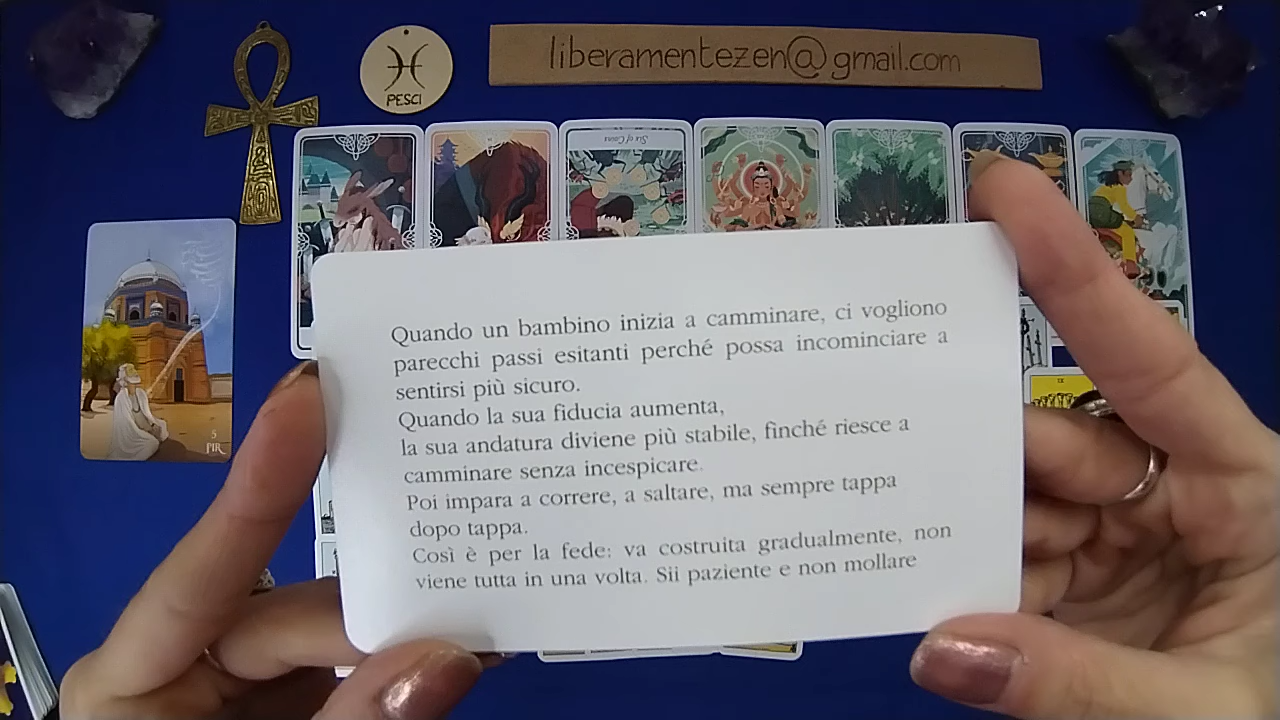 liberamentezen@gmail.com
PESCI
Six of Coins
5
PIR
IX
Quando un bambino inizia a camminare, ci vogliono
parecchi passi esitanti perché possa incominciare a
sentirsi più sicuro.
Quando la sua fiducia aumenta,
la sua andatura diviene più stabile, finché riesce a
camminare senza incespicare.
Poi impara a correre, a saltare, ma sempre tappa
dopo tappa.
Così è per la fede: va costruita gradualmente, non
viene tutta in una volta. Sii paziente e non mollare